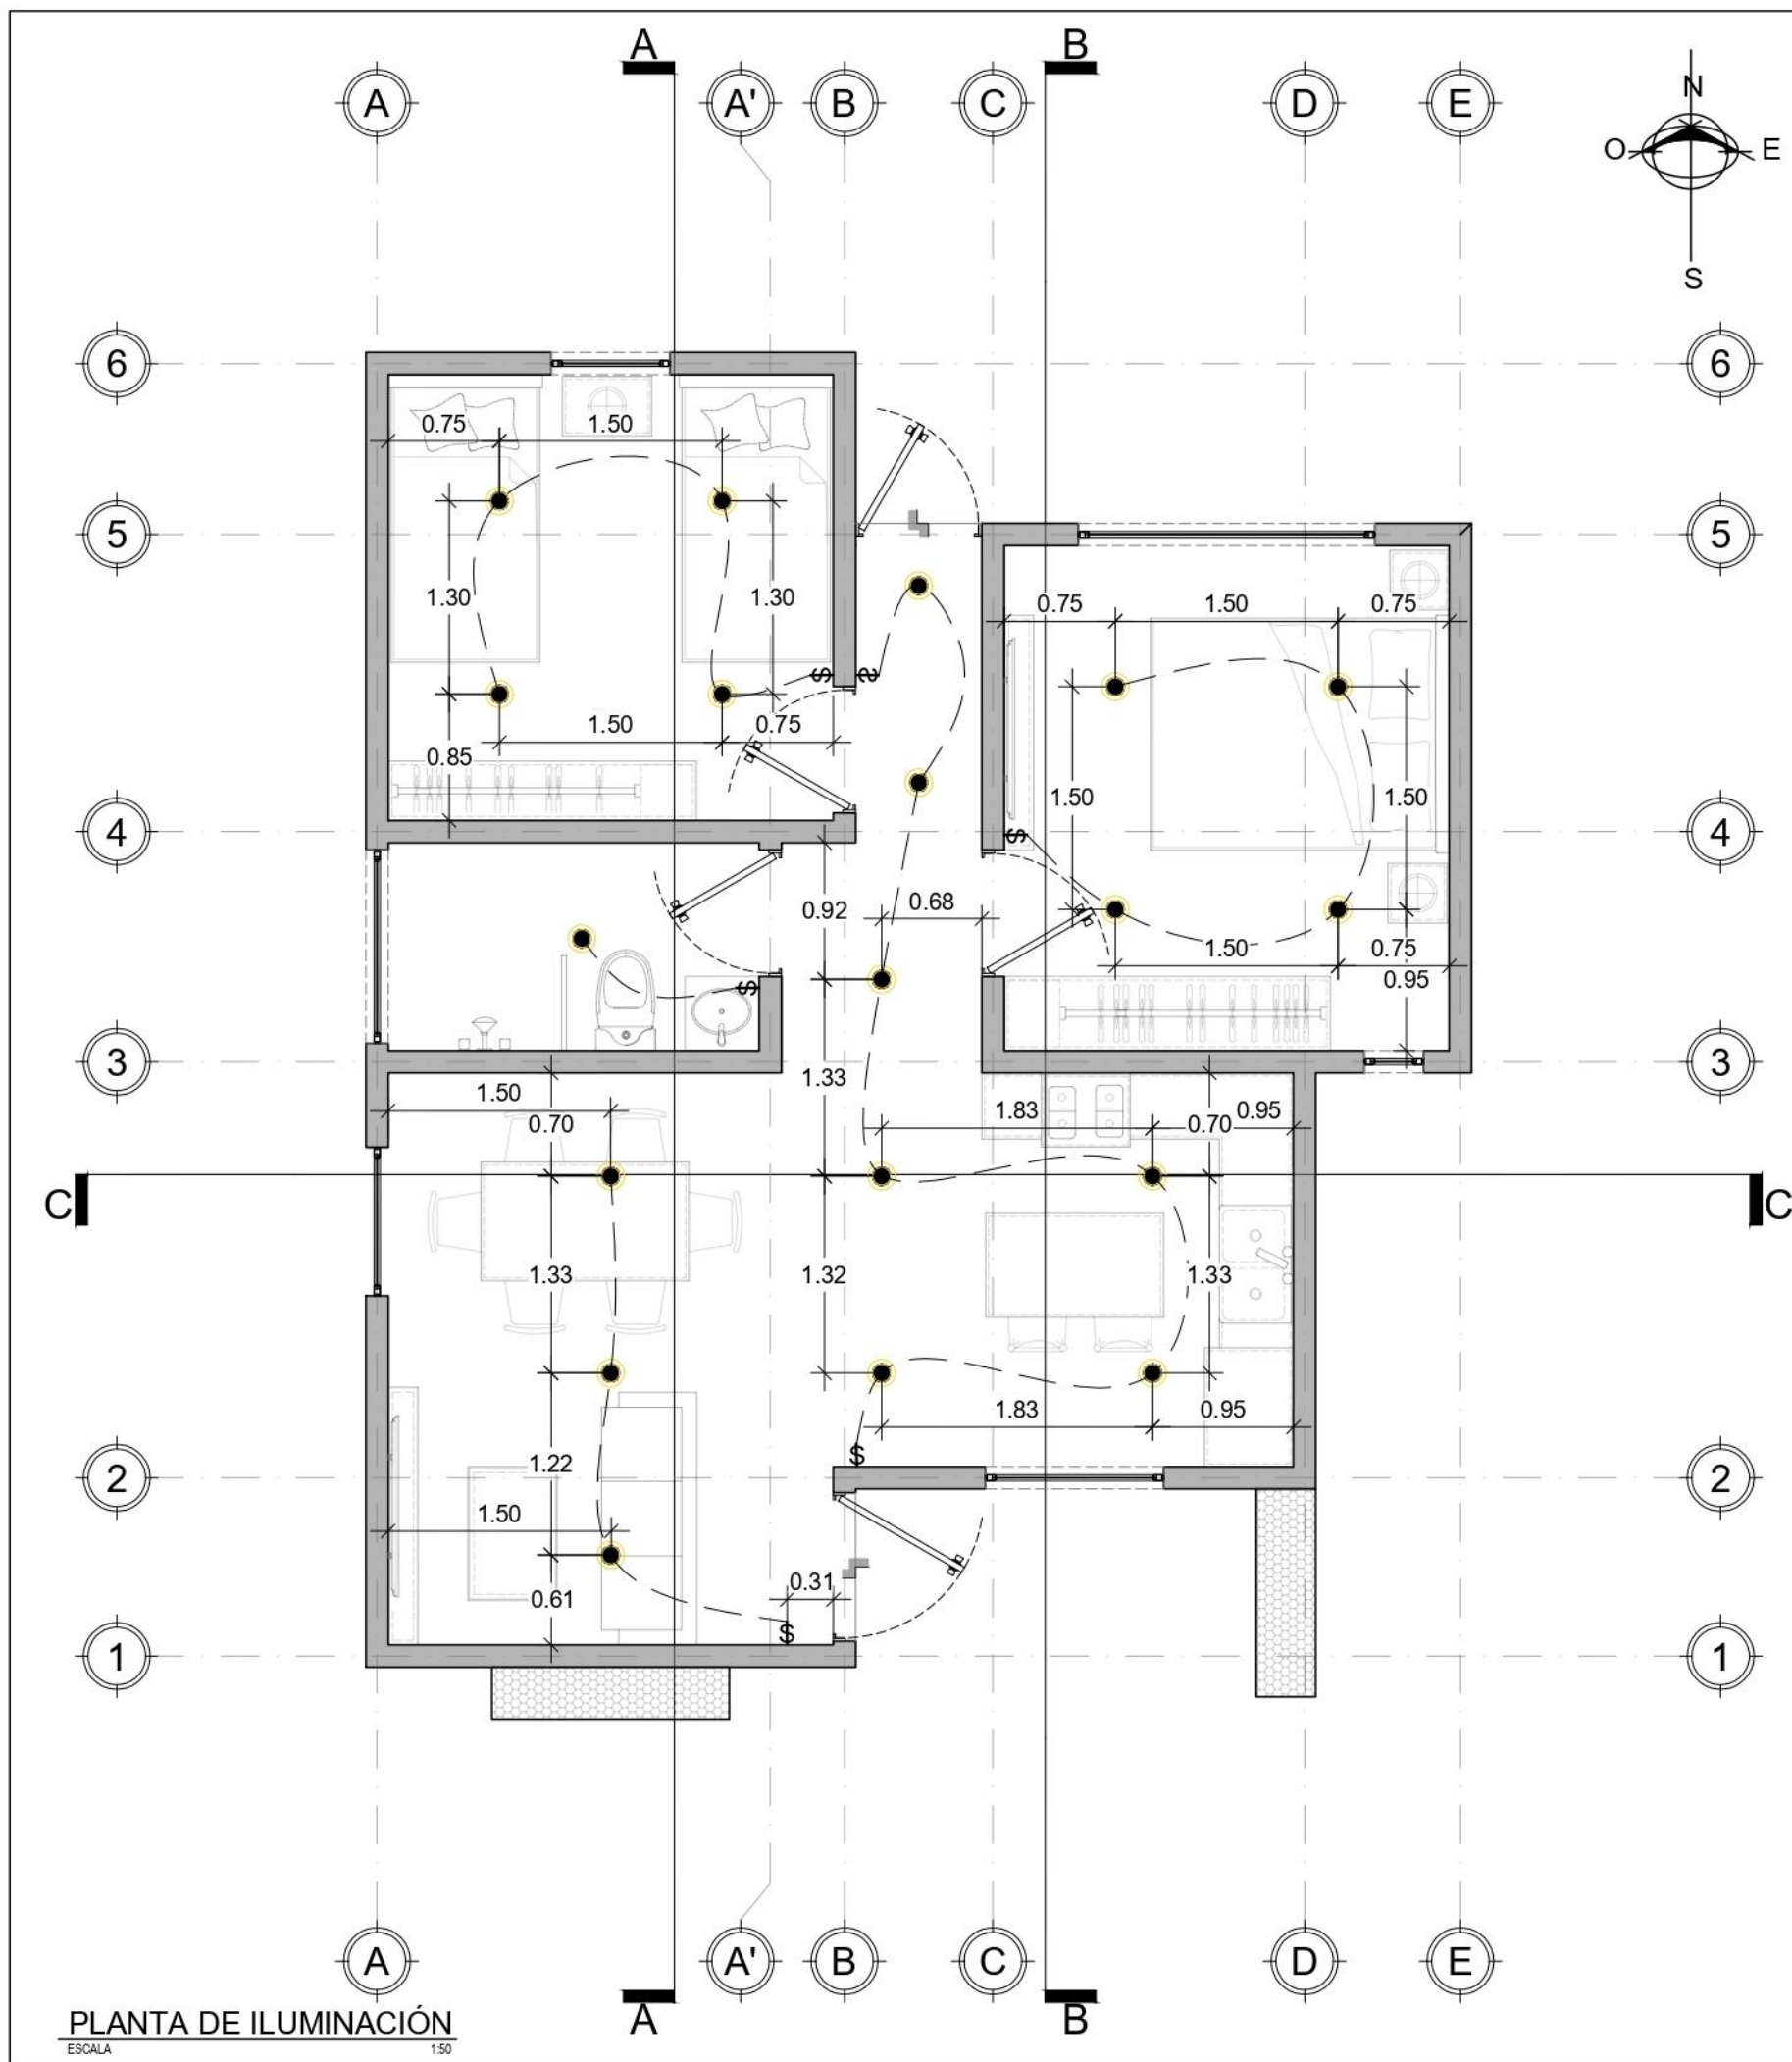 A B
A A' B C D E
N
O E
S
6 6
0.75 1.50
5 5
1.30 1.30
0.75 1.50 0.75
$ $
1.50 0.75
0.85
1.50 1.50
4 4
$
0.92 0.68
1.50 0.75
0.95
$
3 3
1.33
1.50 1.83 0.95
0.70 0.70
C C
1.33 1.32 1.33
1.83 0.95
$
2 2
1.22
1.50
0.31
0.61
$
1 1
A A' B C D E
A B
PLANTA DE ILUMINACIÓN
ESCALA 1:50